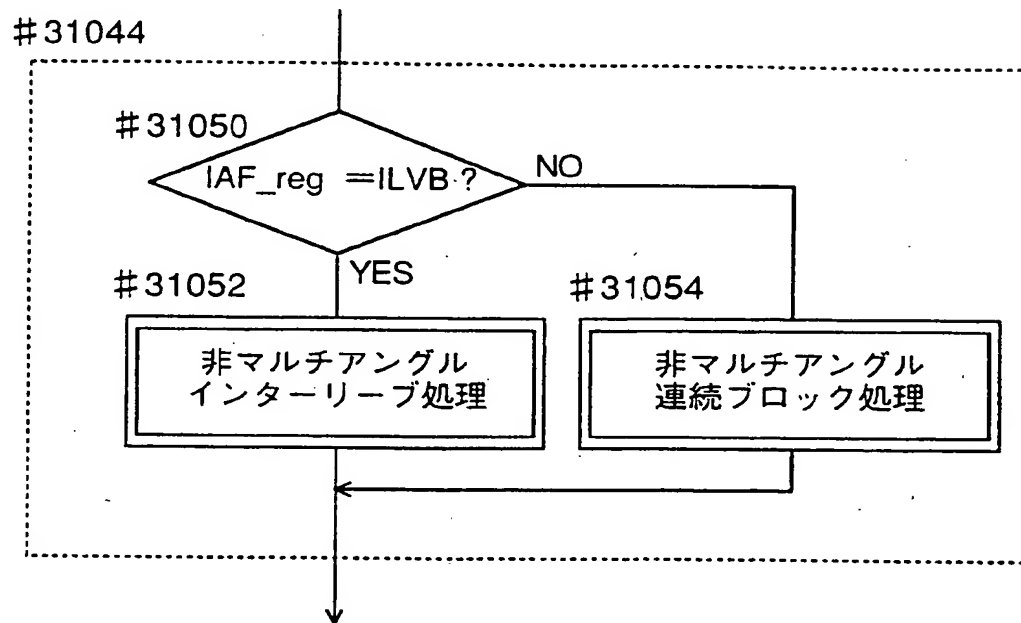 #31044
#31050
IAF_reg =ILVB ?
NO
YES
#31052
#31054
非マルチアングル
インターリーブ処理
非マルチアングル
連続ブロック処理